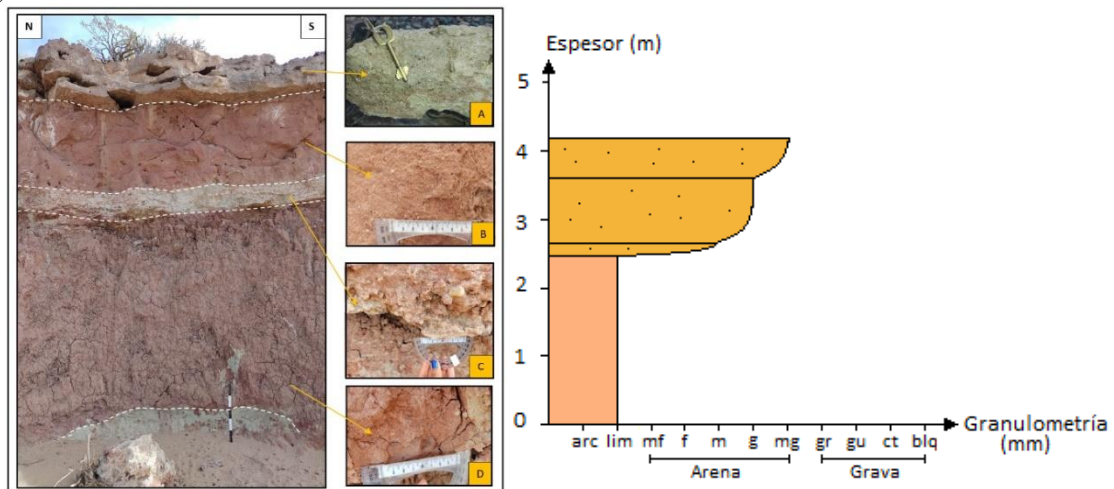 N
S
A
B
C
D
Espesor (m)
5
4
3
2
1
0
arc lim mf f m g mg gr gu ct blq
Arena
Grava
Granulometría
(mm)